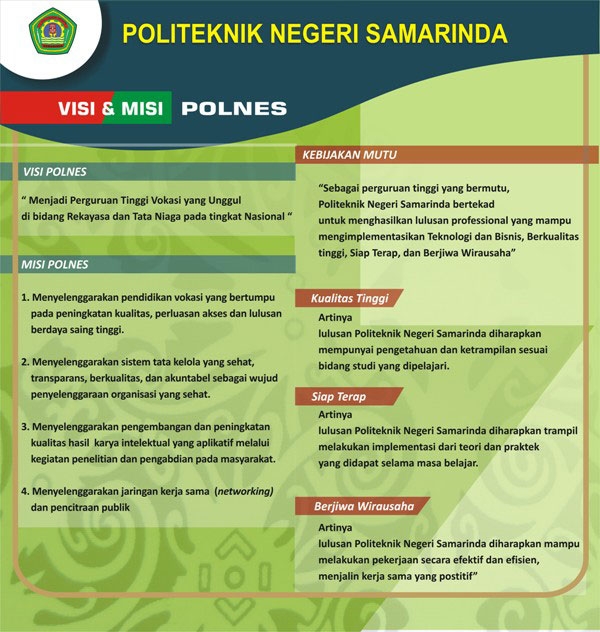 POLITEKNIK NEGERI SAMARINDA
VISI & MISI POLNES
VISI POLNES
“ Menjadi Perguruan Tinggi Vokasi yang Unggul
di bidang Rekayasa dan Tata Niaga pada tingkat Nasional “
MISI POLNES
1. Menyelenggarakan pendidikan vokasi yang bertumpu
pada peningkatan kualitas, perluasan akses dan lulusan
berdaya saing tinggi.
2. Menyelenggarakan sistem tata kelola yang sehat,
transparans, berkualitas, dan akuntabel sebagai wujud
penyelenggaraan organisasi yang sehat.
3. Menyelenggarakan pengembangan dan peningkatan
kualitas hasil karya intelektual yang aplikatif melalui
kegiatan penelitian dan pengabdian pada masyarakat.
4. Menyelenggarakan jaringan kerja sama (networking)
dan pencitraan publik
KEBIJAKAN MUTU
“Sebagai perguruan tinggi yang bermutu,
Politeknik Negeri Samarinda bertekad
untuk menghasilkan lulusan professional yang mampu
mengimplementasikan Teknologi dan Bisnis, Berkualitas
tinggi, Siap Terap, dan Berjiwa Wirausaha”
Kualitas Tinggi
Artinya
lulusan Politeknik Negeri Samarinda diharapkan
mempunyai pengetahuan dan ketrampilan sesuai
bidang studi yang dipelajari.
Siap Terap
Artinya
lulusan Politeknik Negeri Samarinda diharapkan trampil
melakukan implementasi dari teori dan praktek
yang didapat selama masa belajar.
Berjiwa Wirausaha
Artinya
lulusan Politeknik Negeri Samarinda diharapkan mampu
melakukan pekerjaan secara efektif dan efisien,
menjalin kerja sama yang postitif”